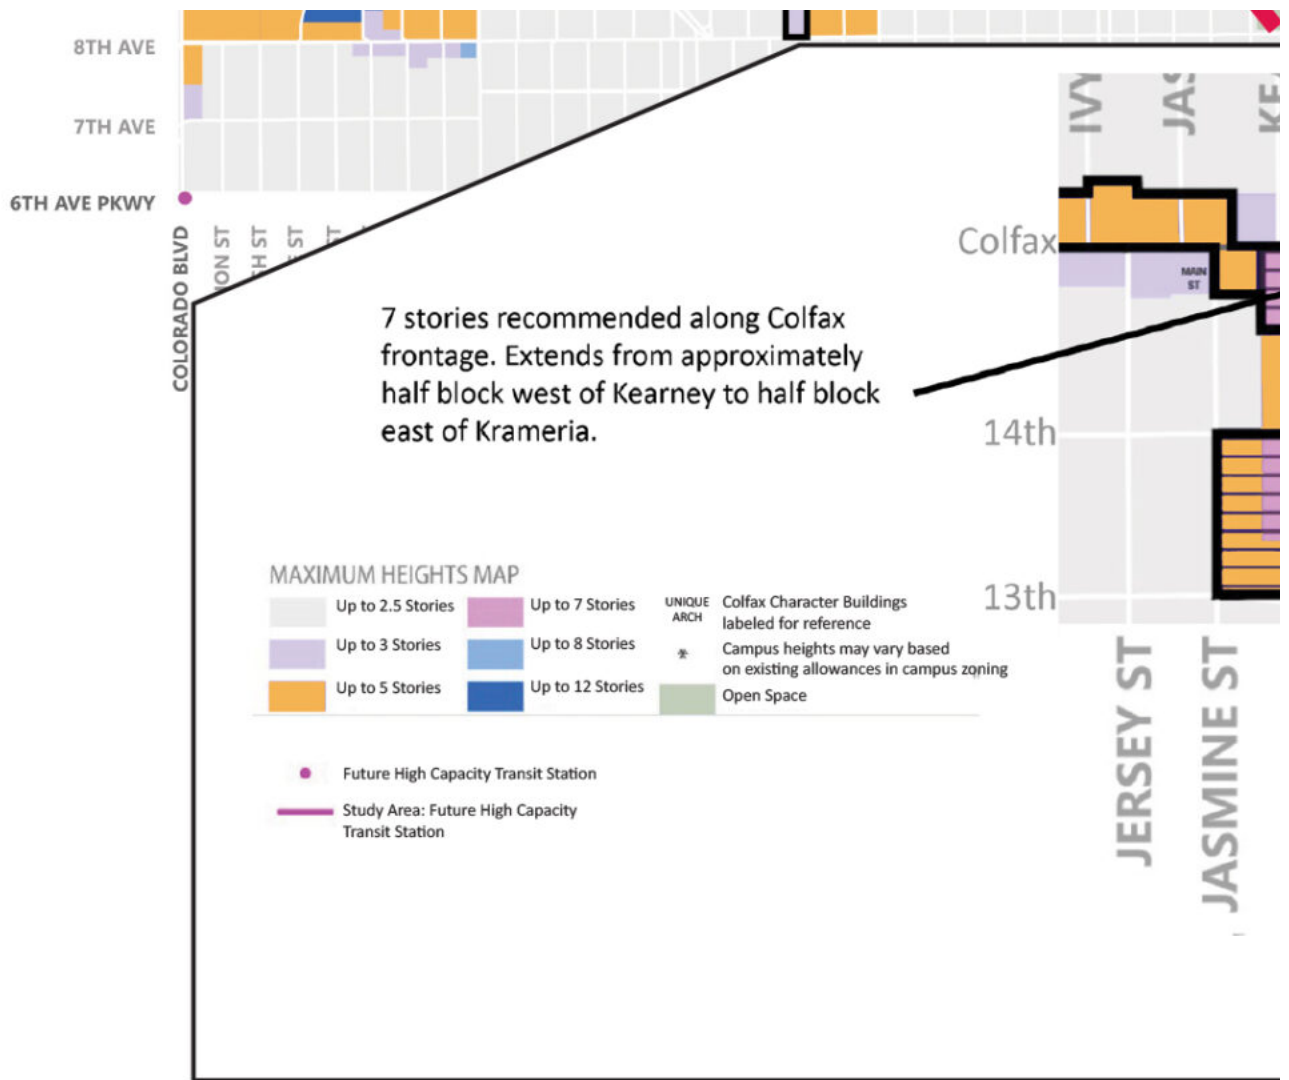 8TH AVE
7TH AVE
6TH AVE PKWY
COLORADO BLVD
ST
ST
ST
IVY
Colfax
MAIN
ST
7 stories recommended along Colfax
frontage. Extends from approximately
half block west of Kearney to half block
east of Krameria.
14th
13th
JERSEY ST
JASMINE ST
MAXIMUM HEIGHTS MAP
Up to 2.5 Stories
Up to 3 Stories
Up to 5 Stories
Up to 7 Stories
Up to 8 Stories
Up to 12 Stories
UNIQUE
ARCH
Colfax Character Buildings
labeled for reference
Campus heights may vary based
on existing allowances in campus zoning
Open Space
Future High Capacity Transit Station
Study Area: Future High Capacity
Transit Station